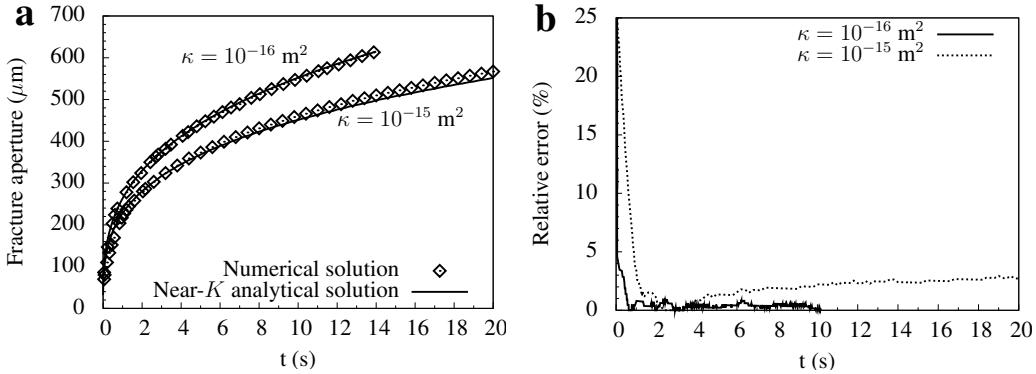 a
700
600
500
400
300
200
100
0
Fracture aperture (μm)
κ = 10⁻¹⁶ m²
κ = 10⁻¹⁵ m²
Numerical solution
Near-K analytical solution
0 2 4 6 8 10 12 14 16 18 20
t (s)
b
25
20
15
10
5
0
Relative error (%)
κ = 10⁻¹⁶ m²
κ = 10⁻¹⁵ m²
0 2 4 6 8 10 12 14 16 18 20
t (s)